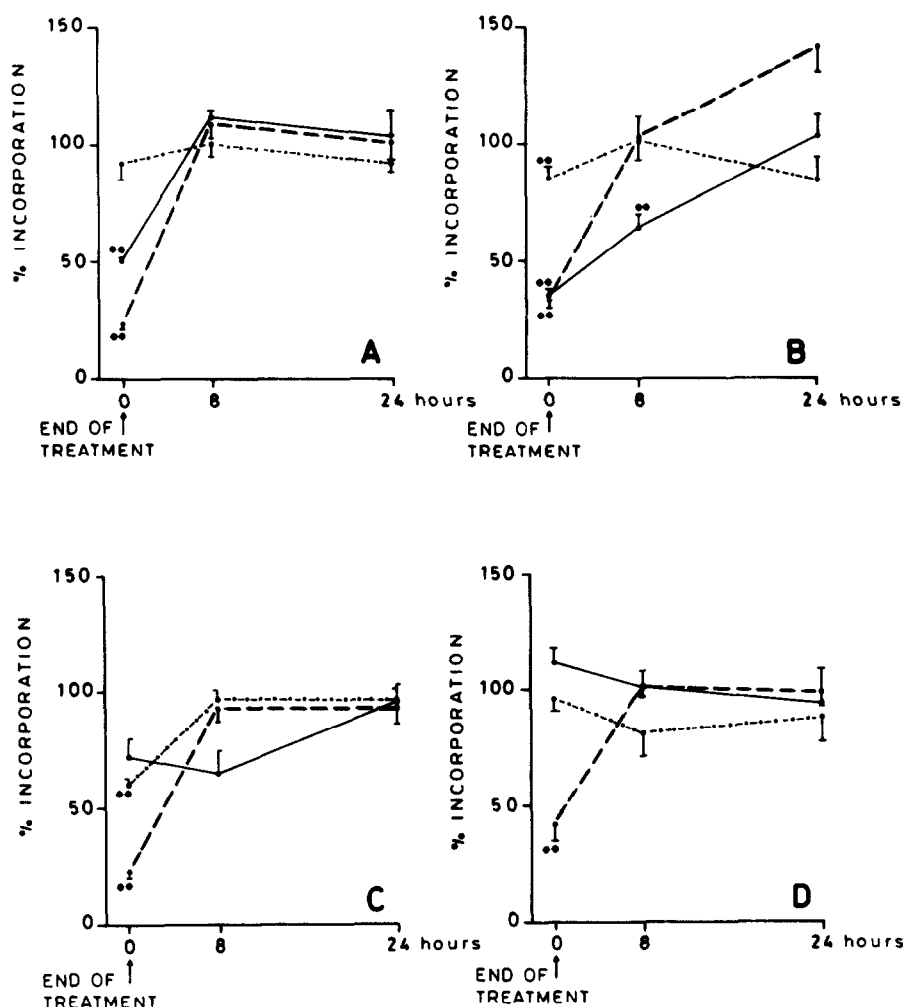 150
100
50
0
% INCORPORATION
A
0 8 24 hours
END OF
TREATMENT
150
100
50
0
% INCORPORATION
B
0 8 24 hours
END OF
TREATMENT
150
100
50
0
% INCORPORATION
C
0 8 24 hours
END OF
TREATMENT
150
100
50
0
% INCORPORATION
D
0 8 24 hours
END OF
TREATMENT